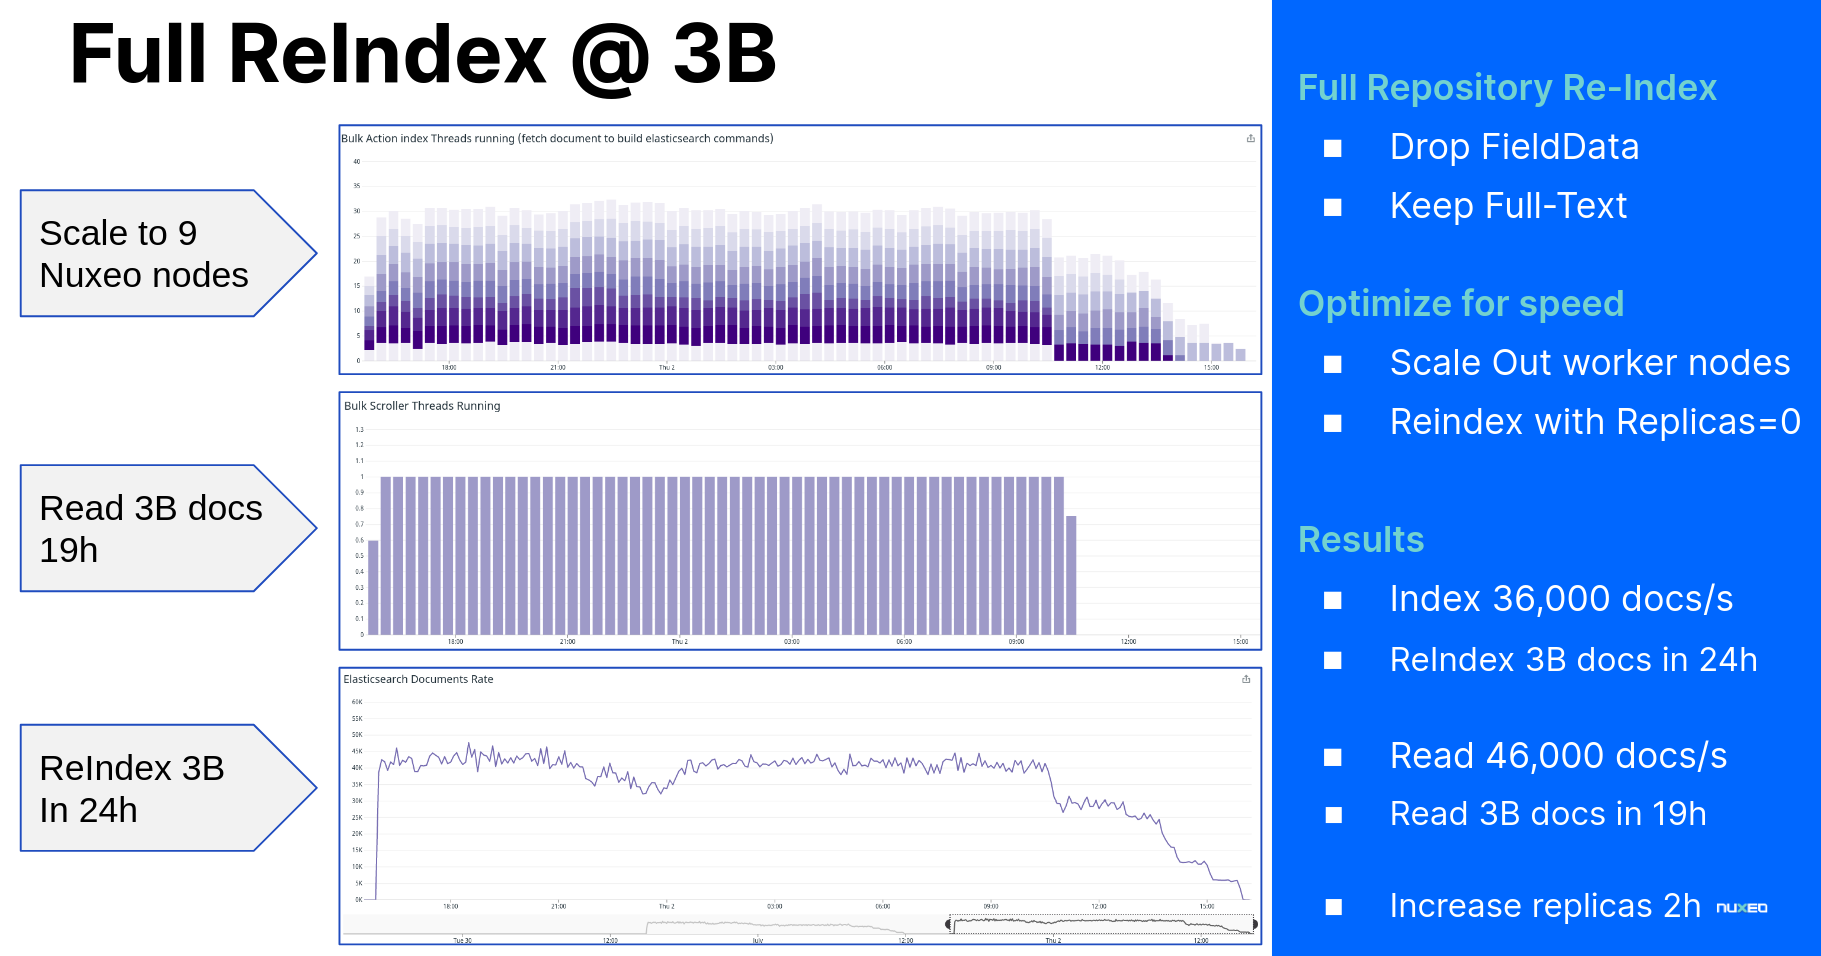 Full ReIndex @ 3B
Scale to 9
Nuxeo nodes
Read 3B docs
19h
ReIndex 3B
In 24h
Bulk Action index Threads running (fetch document to build elasticsearch commands)
40
35
30
25
20
15
10
5
0
18:00 21:00 Thu 2 03:00 06:00 09:00 12:00 15:00
Bulk Scroller Threads Running
1.3
1.2
1.1
1
0.9
0.8
0.7
0.6
0.5
0.4
0.3
0.2
0.1
0
18:00 21:00 Thu 2 03:00 06:00 09:00 12:00 15:00
Elasticsearch Documents Rate
60K
55K
50K
45K
40K
35K
30K
25K
20K
15K
10K
5K
0K
18:00 21:00 Thu 2 03:00 06:00 09:00 12:00 15:00
Tue 30 12:00 July 12:00 Thu 2 12:00
Full Repository Re-Index
Drop FieldData
Keep Full-Text
Optimize for speed
Scale Out worker nodes
Reindex with Replicas=0
Results
Index 36,000 docs/s
ReIndex 3B docs in 24h
Read 46,000 docs/s
Read 3B docs in 19h
Increase replicas 2h
nuxeo